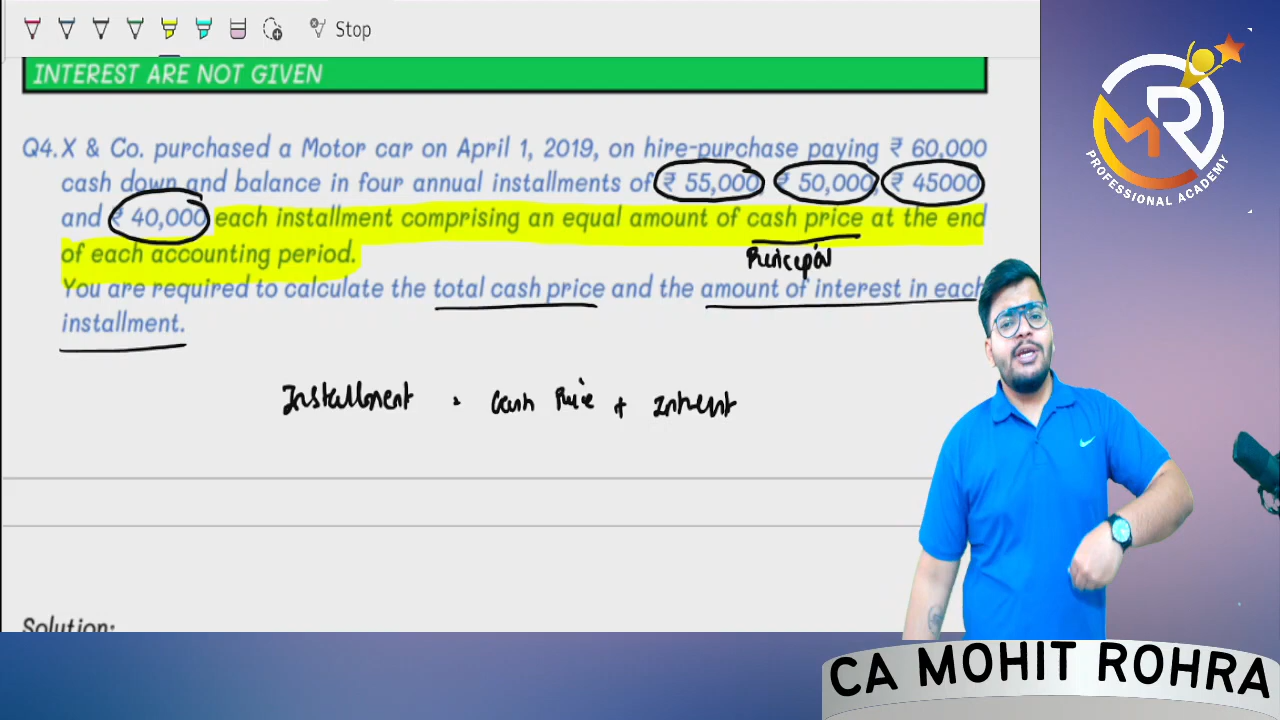 Stop
INTEREST ARE NOT GIVEN
Q4.X & Co. purchased a Motor car on April 1, 2019, on hire-purchase paying ₹ 60,000
cash down and balance in four annual installments of ₹ 55,000 ₹ 50,000 ₹ 45000
and ₹ 40,000 each installment comprising an equal amount of cash price at the end
of each accounting period.
Principal
You are required to calculate the total cash price and the amount of interest in each
installment.
Installment = Cash Price + Interest
Solution:
MR
PROFESSIONAL ACADEMY
CA MOHIT ROHRA